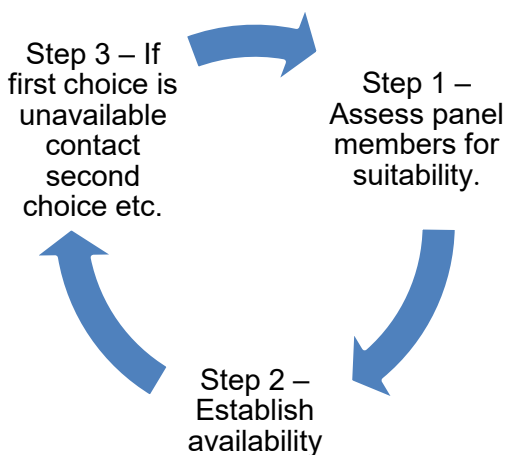 Step 3 – If
first choice is
unavailable
contact
second
choice etc.
Step 1 –
Assess panel
members for
suitability.
Step 2 –
Establish
availability